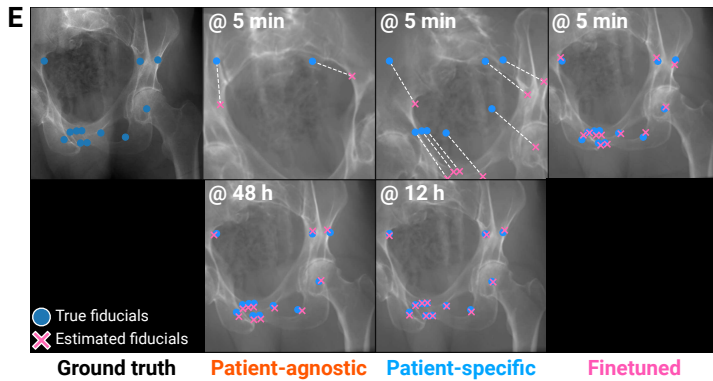 E
@ 5 min
@ 5 min
@ 5 min
@ 48 h
@ 12 h
True fiducials
Estimated fiducials
Ground truth
Patient-agnostic
Patient-specific
Finetuned